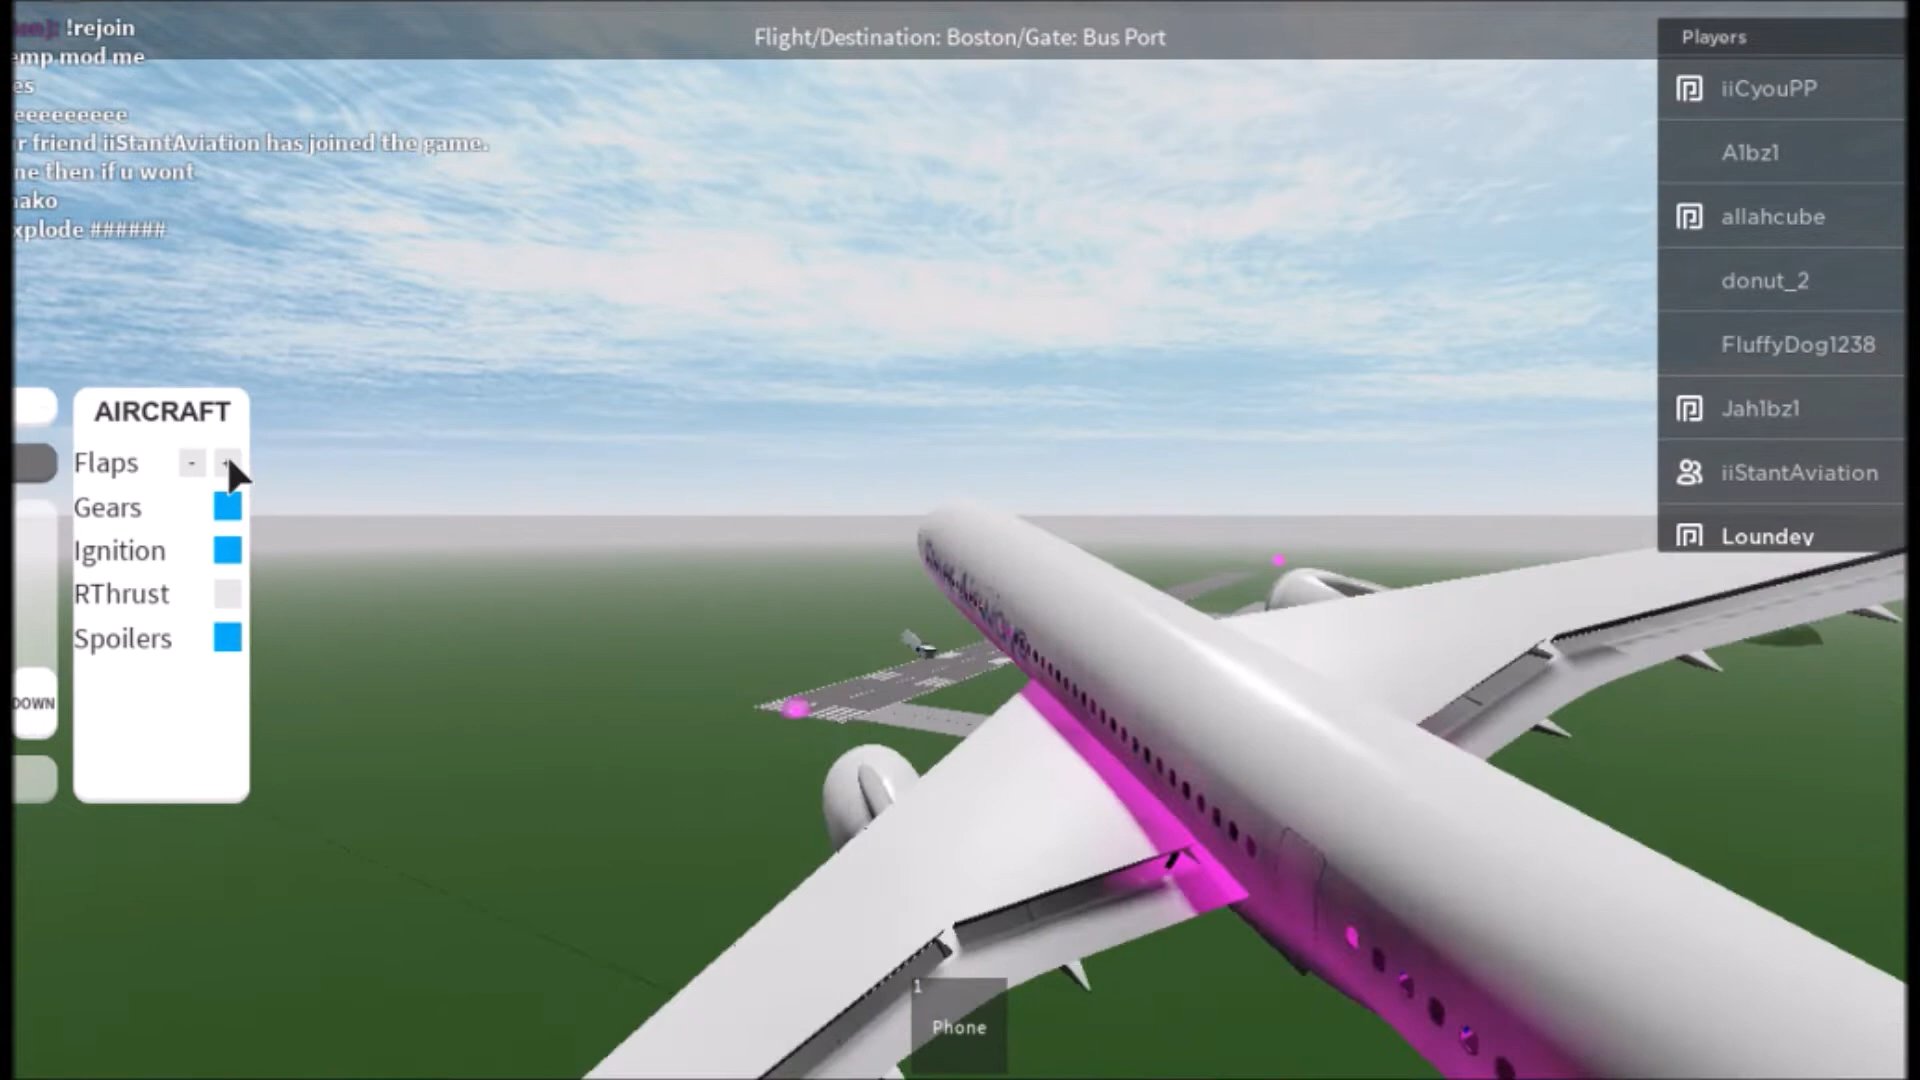 !rejoin
emp mod me
es
eeeeeeeee
r friend iiStantAviation has joined the game.
ne then if u wont
nako
xplode ######
Flight/Destination: Boston/Gate: Bus Port
Players
iiCyouPP
A1bz1
allahcube
donut_2
FluffyDog1238
Jah1bz1
iiStantAviation
Loundey
AIRCRAFT
Flaps - +
Gears
Ignition
RThrust
Spoilers
DOWN
1
Phone